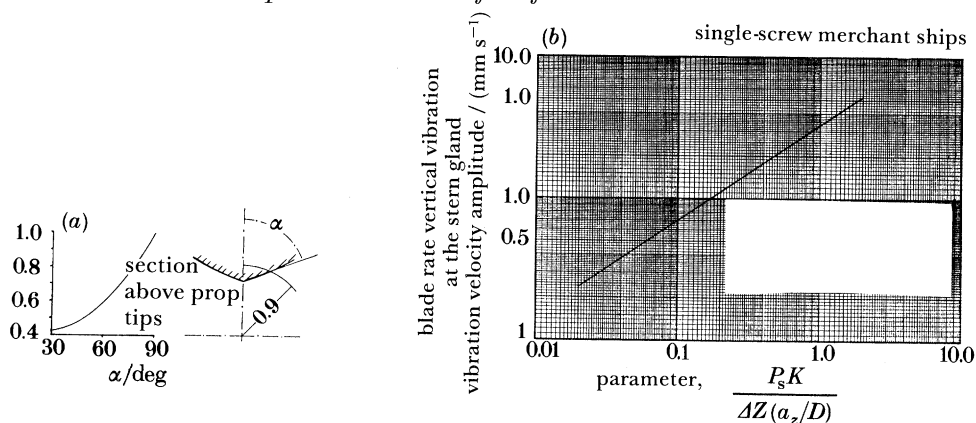 (a)
1.0
0.8
0.6
0.4
30 60 90
α/deg
section
above prop
tips
α
0.9
(b)
single-screw merchant ships
blade rate vertical vibration
at the stern gland
vibration velocity amplitude / (mm s⁻¹)
10.0
1.0
1.0
0.5
1
0.01 0.1 1.0 10.0
parameter,
PₛK
ΔZ(a_z/D)